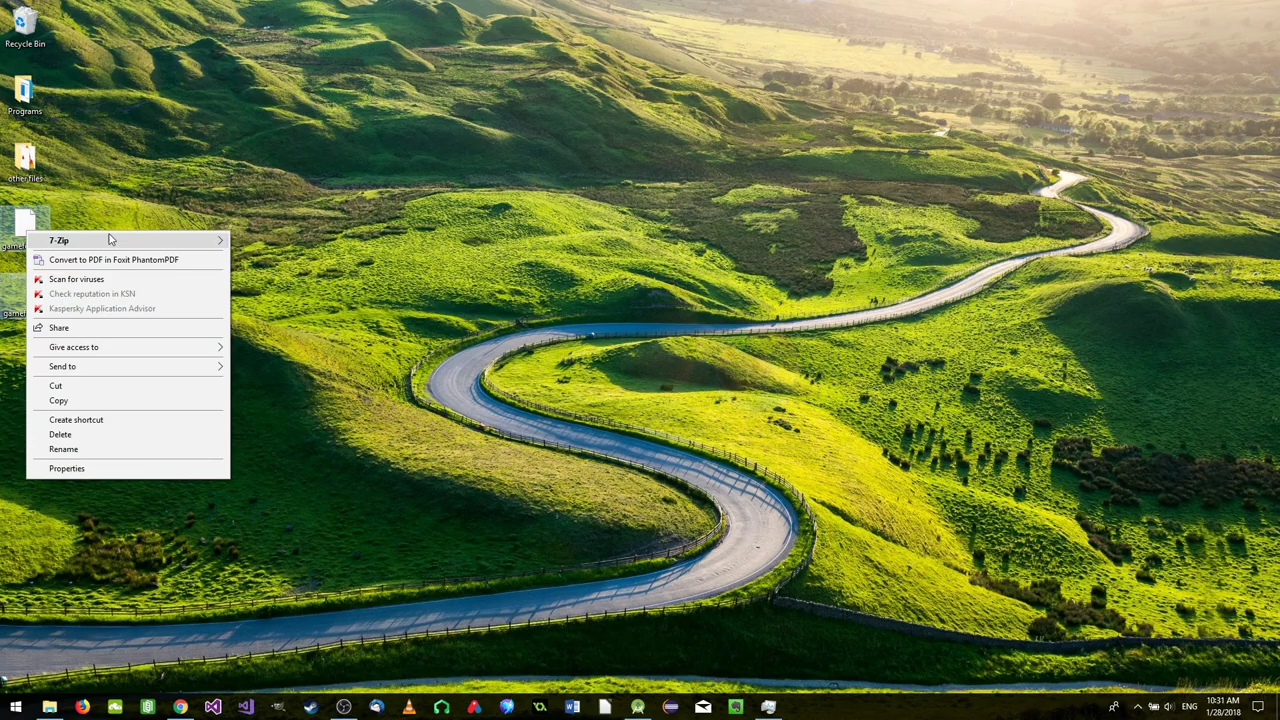 Recycle Bin
Programs
other files
7-Zip
Convert to PDF in Foxit PhantomPDF
Scan for viruses
Check reputation in KSN
Kaspersky Application Advisor
Share
Give access to
Send to
Cut
Copy
Create shortcut
Delete
Rename
Properties
ENG
10:31 AM
1/28/2018